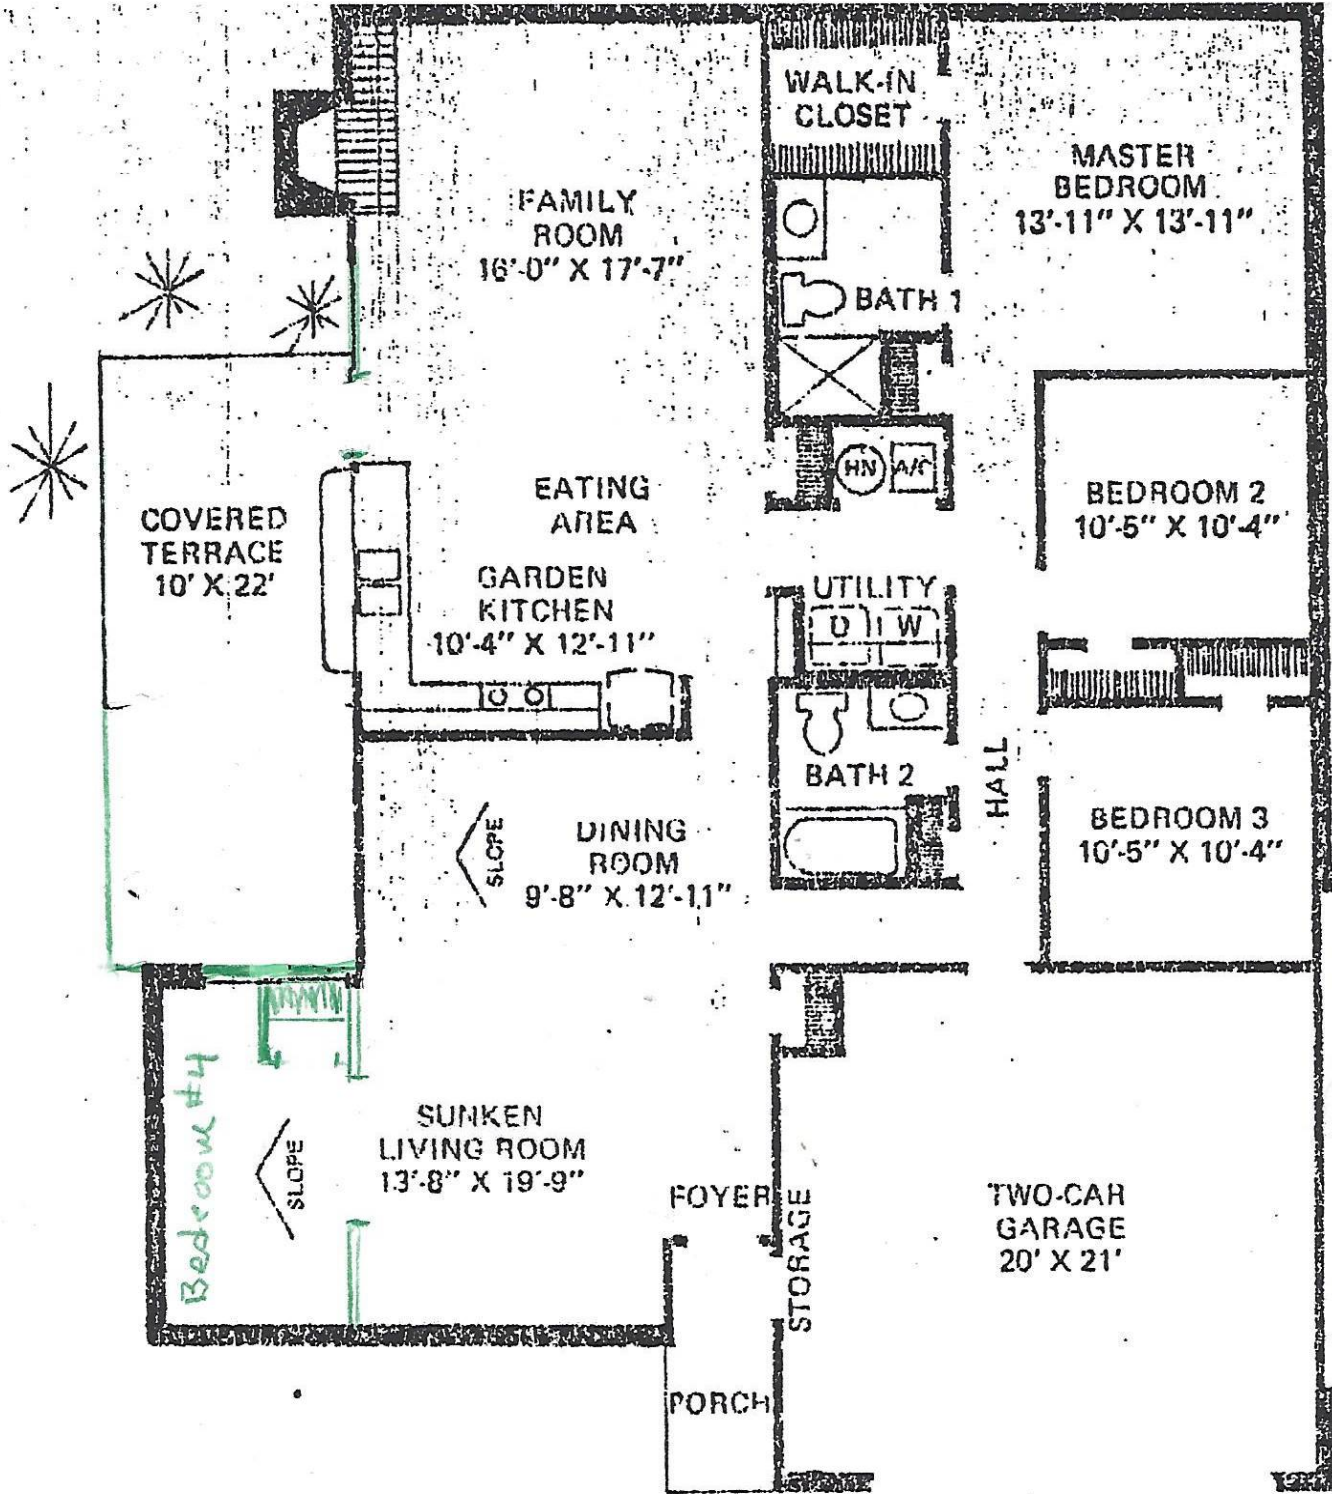 WALK-IN
CLOSET
MASTER
BEDROOM
13'-11" X 13'-11"
FAMILY
ROOM
16'-0" X 17'-7"
BATH 1
HN
A/C
EATING
AREA
BEDROOM 2
10'-5" X 10'-4"
COVERED
TERRACE
10' X 22'
GARDEN
KITCHEN
10'-4" X 12'-11"
UTILITY
D
W
BATH 2
HALL
SLOPE
DINING
ROOM
9'-8" X 12'-11"
BEDROOM 3
10'-5" X 10'-4"
Bedroom #4
SLOPE
SUNKEN
LIVING ROOM
13'-8" X 19'-9"
FOYER
STORAGE
TWO-CAR
GARAGE
20' X 21'
PORCH